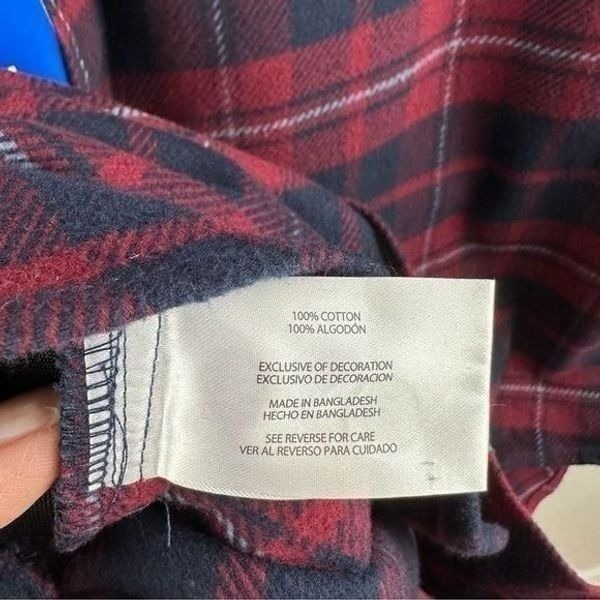 100% COTTON
100% ALGODÓN
EXCLUSIVE OF DECORATION
EXCLUSIVO DE DECORACION
MADE IN BANGLADESH
HECHO EN BANGLADESH
SEE REVERSE FOR CARE
VER AL REVERSO PARA CUIDADO